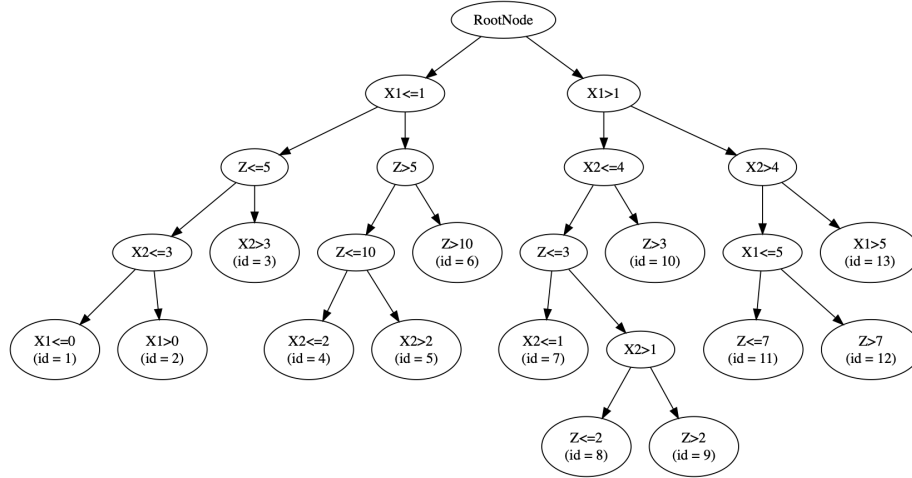 RootNode
X1<=1
X1>1
Z<=5
Z>5
X2<=4
X2>4
X2<=3
X2>3
(id = 3)
Z<=10
Z>10
(id = 6)
Z<=3
Z>3
(id = 10)
X1<=5
X1>5
(id = 13)
X1<=0
(id = 1)
X1>0
(id = 2)
X2<=2
(id = 4)
X2>2
(id = 5)
X2<=1
(id = 7)
X2>1
Z<=7
(id = 11)
Z>7
(id = 12)
Z<=2
(id = 8)
Z>2
(id = 9)